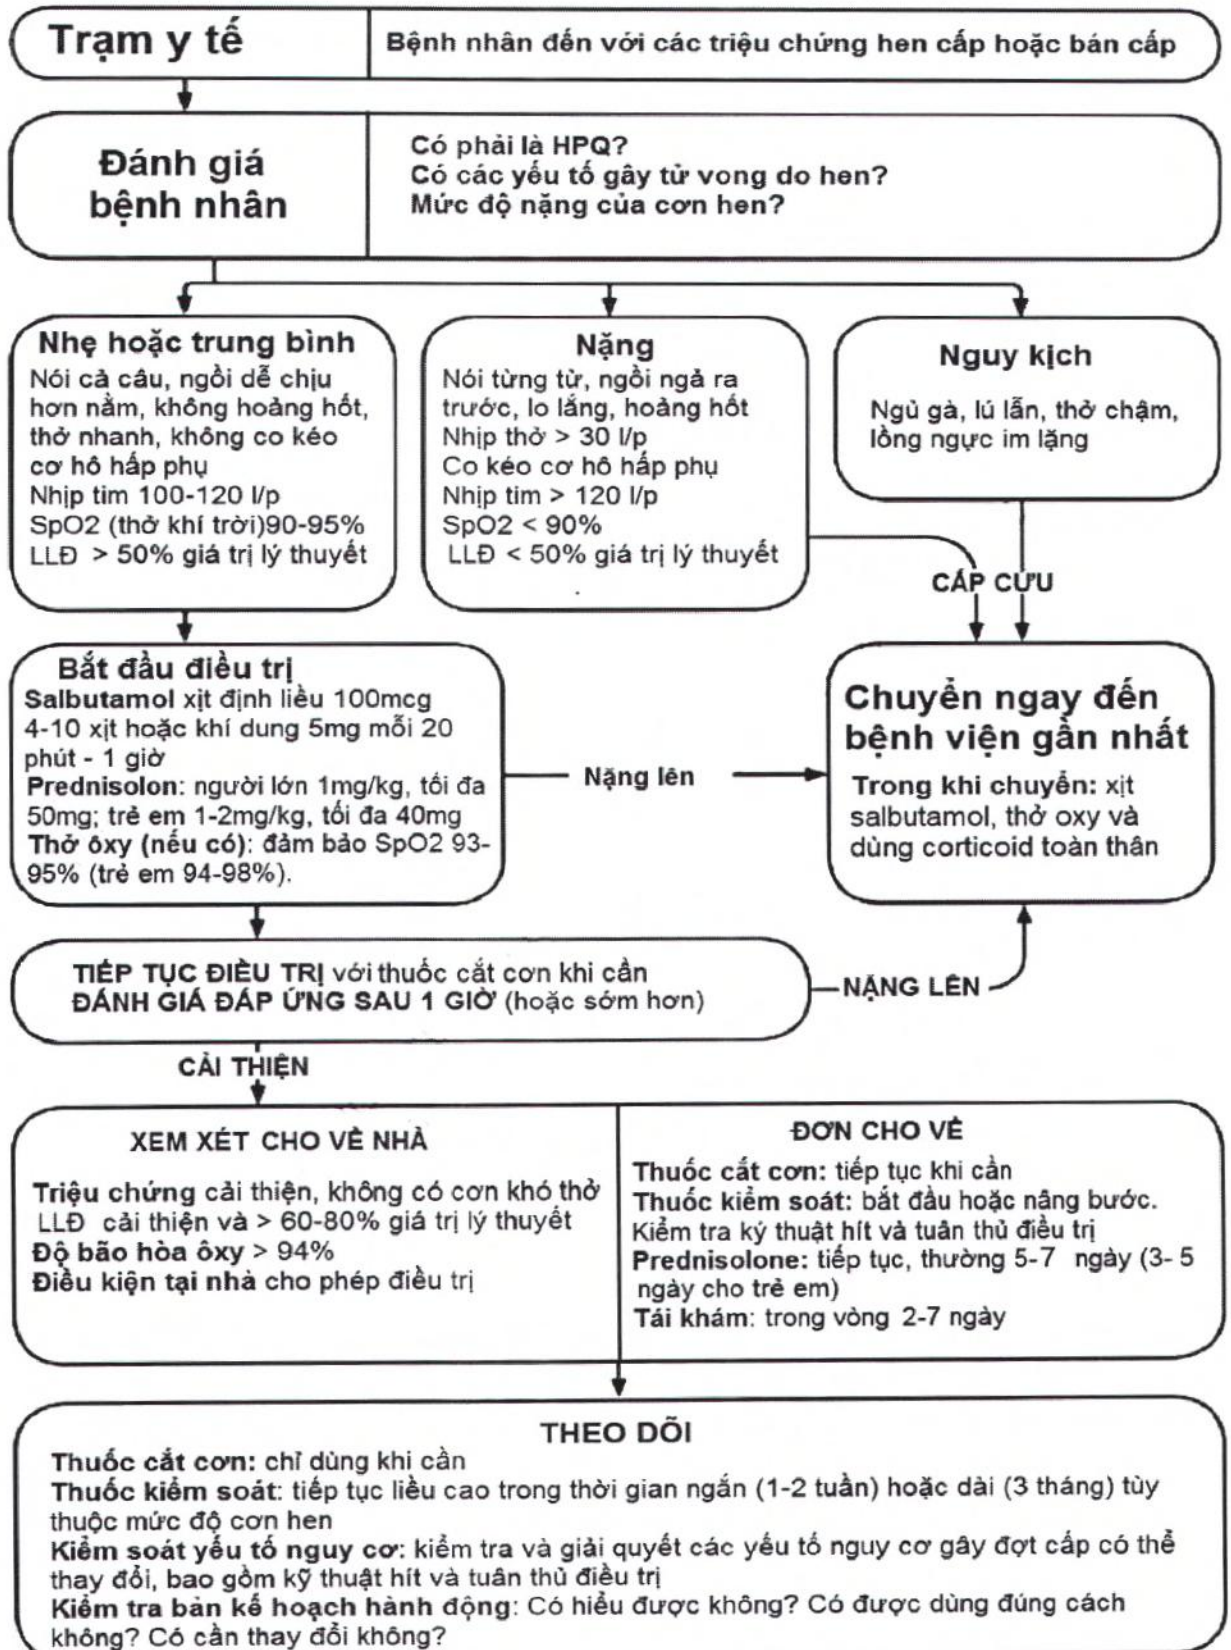 Trạm y tế
Bệnh nhân đến với các triệu chứng hen cấp hoặc bán cấp
Đánh giá
bệnh nhân
Có phải là HPQ?
Có các yếu tố gây tử vong do hen?
Mức độ nặng của cơn hen?
Nhẹ hoặc trung bình
Nói cả câu, ngồi dễ chịu
hơn nằm, không hoảng hốt,
thở nhanh, không co kéo
cơ hô hấp phụ
Nhịp tim 100-120 l/p
SpO2 (thở khí trời)90-95%
LLĐ > 50% giá trị lý thuyết
Nặng
Nói từng từ, ngồi ngả ra
trước, lo lắng, hoảng hốt
Nhịp thở > 30 l/p
Co kéo cơ hô hấp phụ
Nhịp tim > 120 l/p
SpO2 < 90%
LLĐ < 50% giá trị lý thuyết
Nguy kịch
Ngủ gà, lú lẫn, thở chậm,
lồng ngực im lặng
CẤP CỨU
Bắt đầu điều trị
Salbutamol xịt định liều 100mcg
4-10 xịt hoặc khí dung 5mg mỗi 20
phút - 1 giờ
Prednisolon: người lớn 1mg/kg, tối đa
50mg; trẻ em 1-2mg/kg, tối đa 40mg
Thở ôxy (nếu có): đảm bảo SpO2 93-
95% (trẻ em 94-98%).
Nặng lên
Chuyển ngay đến
bệnh viện gần nhất
Trong khi chuyển: xịt
salbutamol, thở oxy và
dùng corticoid toàn thân
TIẾP TỤC ĐIỀU TRỊ với thuốc cắt cơn khi cần
ĐÁNH GIÁ ĐÁP ỨNG SAU 1 GIỜ (hoặc sớm hơn)
NẶNG LÊN
CẢI THIỆN
XEM XÉT CHO VỀ NHÀ
Triệu chứng cải thiện, không có cơn khó thở
LLĐ cải thiện và > 60-80% giá trị lý thuyết
Độ bão hòa ôxy > 94%
Điều kiện tại nhà cho phép điều trị
ĐƠN CHO VỀ
Thuốc cắt cơn: tiếp tục khi cần
Thuốc kiểm soát: bắt đầu hoặc nâng bước.
Kiểm tra ký thuật hít và tuân thủ điều trị
Prednisolone: tiếp tục, thường 5-7 ngày (3- 5
ngày cho trẻ em)
Tái khám: trong vòng 2-7 ngày
THEO DÕI
Thuốc cắt cơn: chỉ dùng khi cần
Thuốc kiểm soát: tiếp tục liều cao trong thời gian ngắn (1-2 tuần) hoặc dài (3 tháng) tùy
thuộc mức độ cơn hen
Kiểm soát yếu tố nguy cơ: kiểm tra và giải quyết các yếu tố nguy cơ gây đợt cấp có thể
thay đổi, bao gồm kỹ thuật hít và tuân thủ điều trị
Kiểm tra bản kế hoạch hành động: Có hiểu được không? Có được dùng đúng cách
không? Có cần thay đổi không?